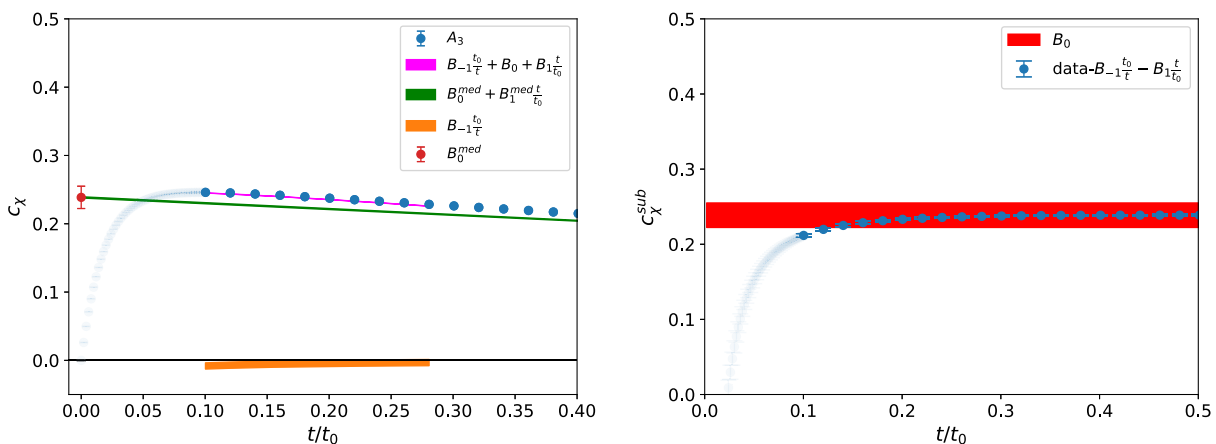 0.5
0.4
0.3
0.2
0.1
0.0
c_χ
0.00 0.05 0.10 0.15 0.20 0.25 0.30 0.35 0.40
t/t_0
A_3
B_{-1}\frac{t_0}{t} + B_0 + B_1\frac{t}{t_0}
B_0^{med} + B_1^{med}\frac{t}{t_0}
B_{-1}\frac{t_0}{t}
B_0^{med}
0.5
0.4
0.3
0.2
0.1
0.0
c_χ^{sub}
0.0 0.1 0.2 0.3 0.4 0.5
t/t_0
B_0
data-B_{-1}\frac{t_0}{t} − B_1\frac{t}{t_0}